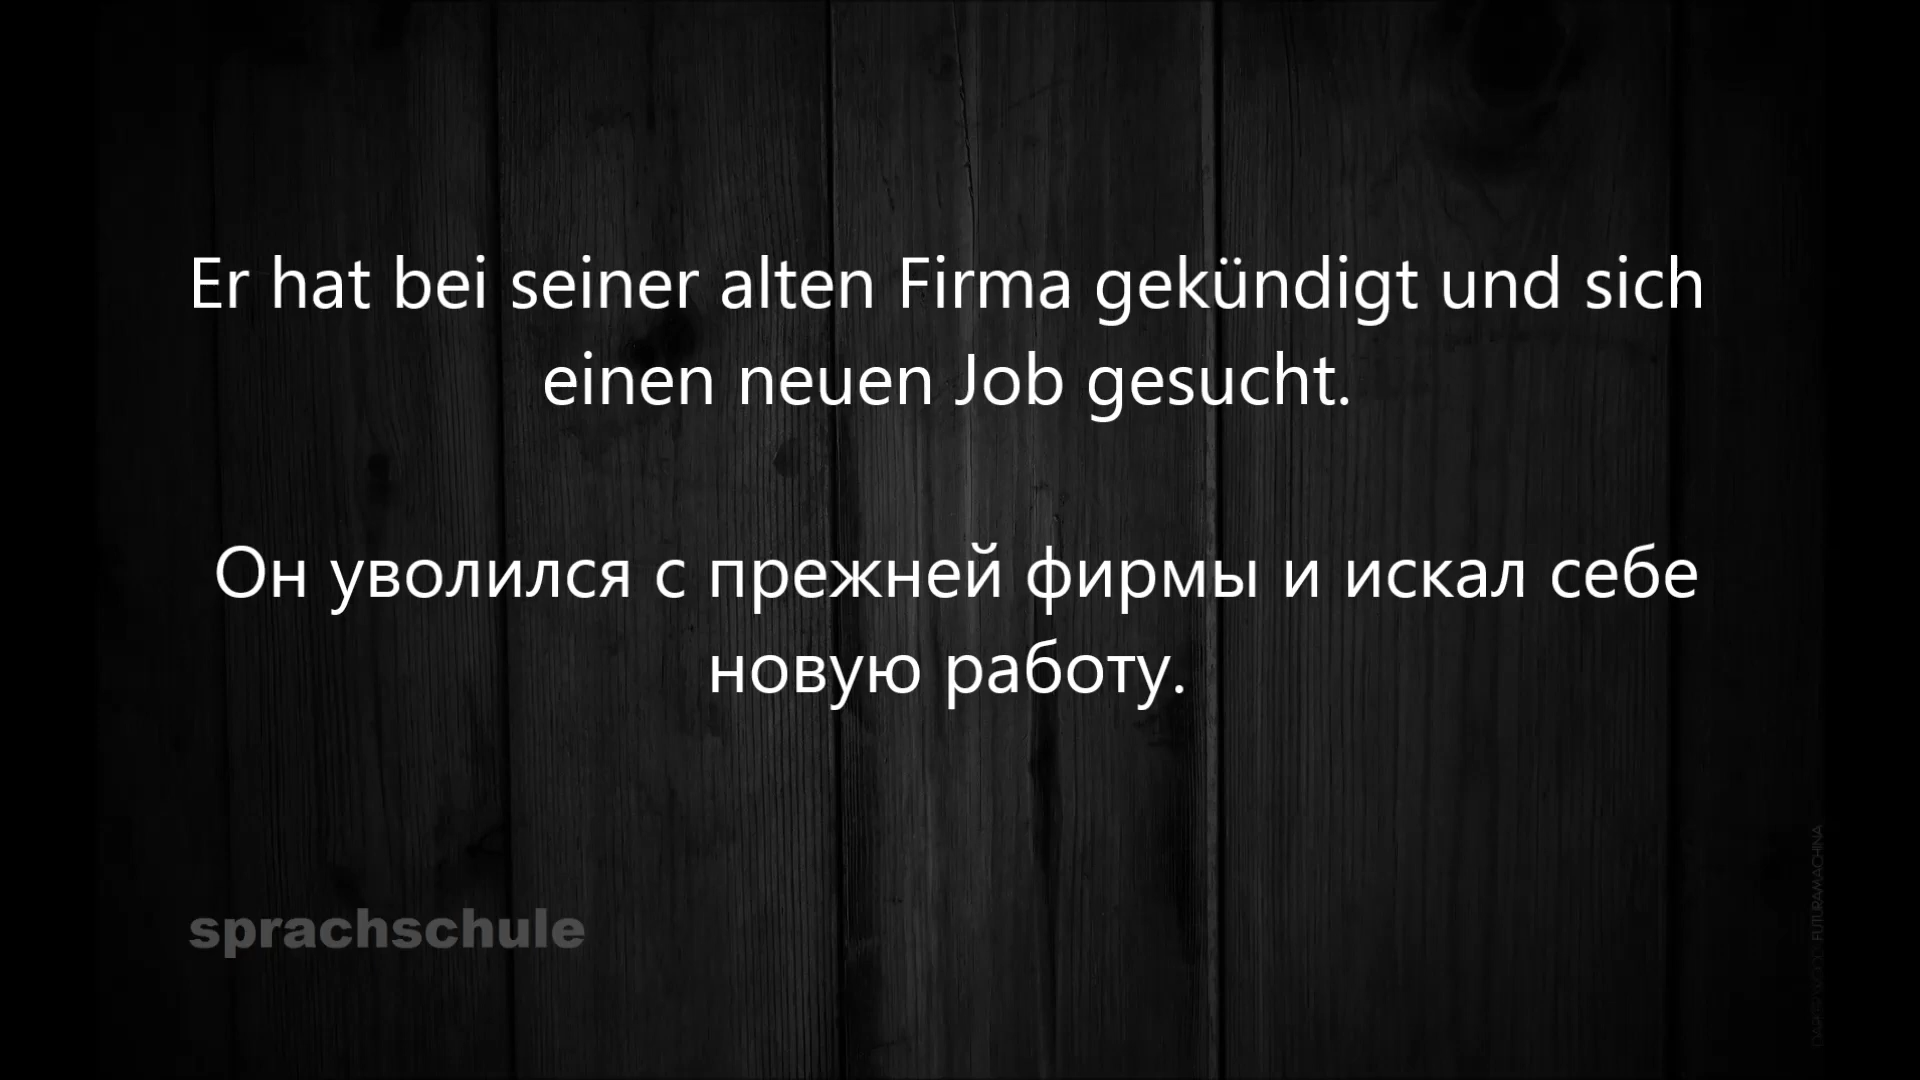 Er hat bei seiner alten Firma gekündigt und sich
einen neuen Job gesucht.
Он уволился с прежней фирмы и искал себе
новую работу.
sprachschule
FUTURAMACHINA